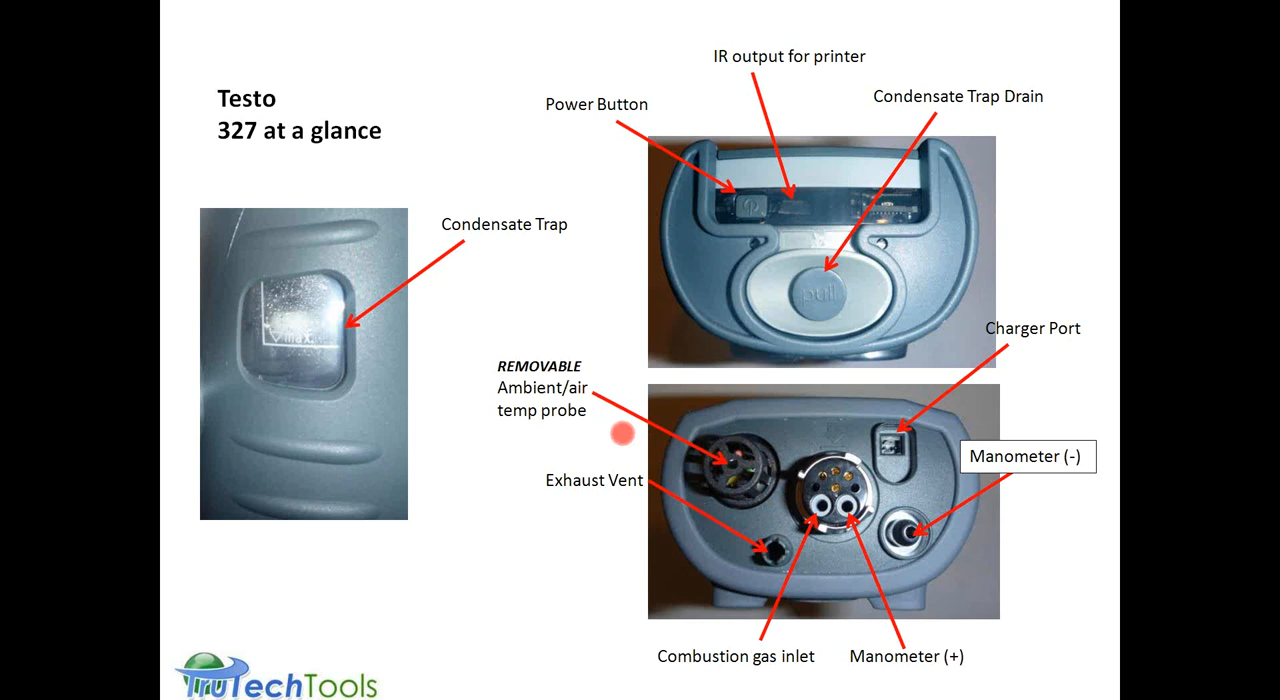 Testo
327 at a glance
IR output for printer
Power Button
Condensate Trap Drain
Condensate Trap
max.
pull
Charger Port
REMOVABLE
Ambient/air
temp probe
Manometer (-)
Exhaust Vent
Combustion gas inlet
Manometer (+)
TruTechTools